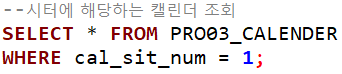 --시터에 해당하는 캘린더 조회
SELECT * FROM PRO03_CALENDER
WHERE cal_sit_num = 1;